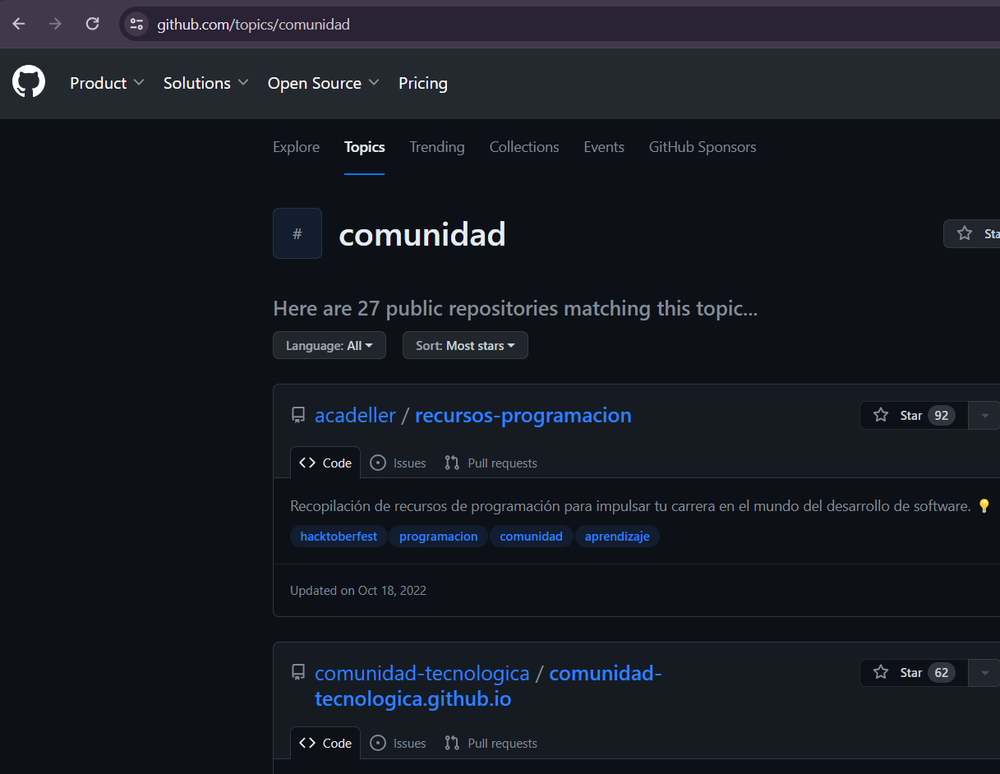 github.com/topics/comunidad
Product Solutions Open Source Pricing
Explore Topics Trending Collections Events GitHub Sponsors
# comunidad
Sta
Here are 27 public repositories matching this topic...
Language: All Sort: Most stars
acadeller / recursos-programacion
Star 92
Code Issues Pull requests
Recopilación de recursos de programación para impulsar tu carrera en el mundo del desarrollo de software. 💡
hacktoberfest programacion comunidad aprendizaje
Updated on Oct 18, 2022
comunidad-tecnologica / comunidad-
tecnologica.github.io
Star 62
Code Issues Pull requests